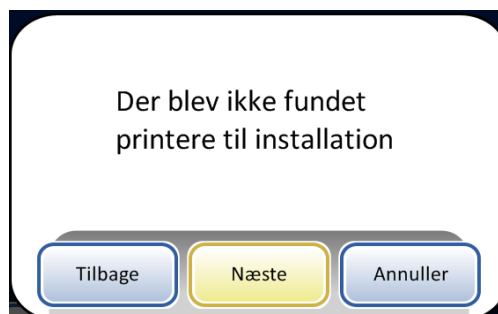 Der blev ikke fundet
printere til installation
Tilbage
Næste
Annuller